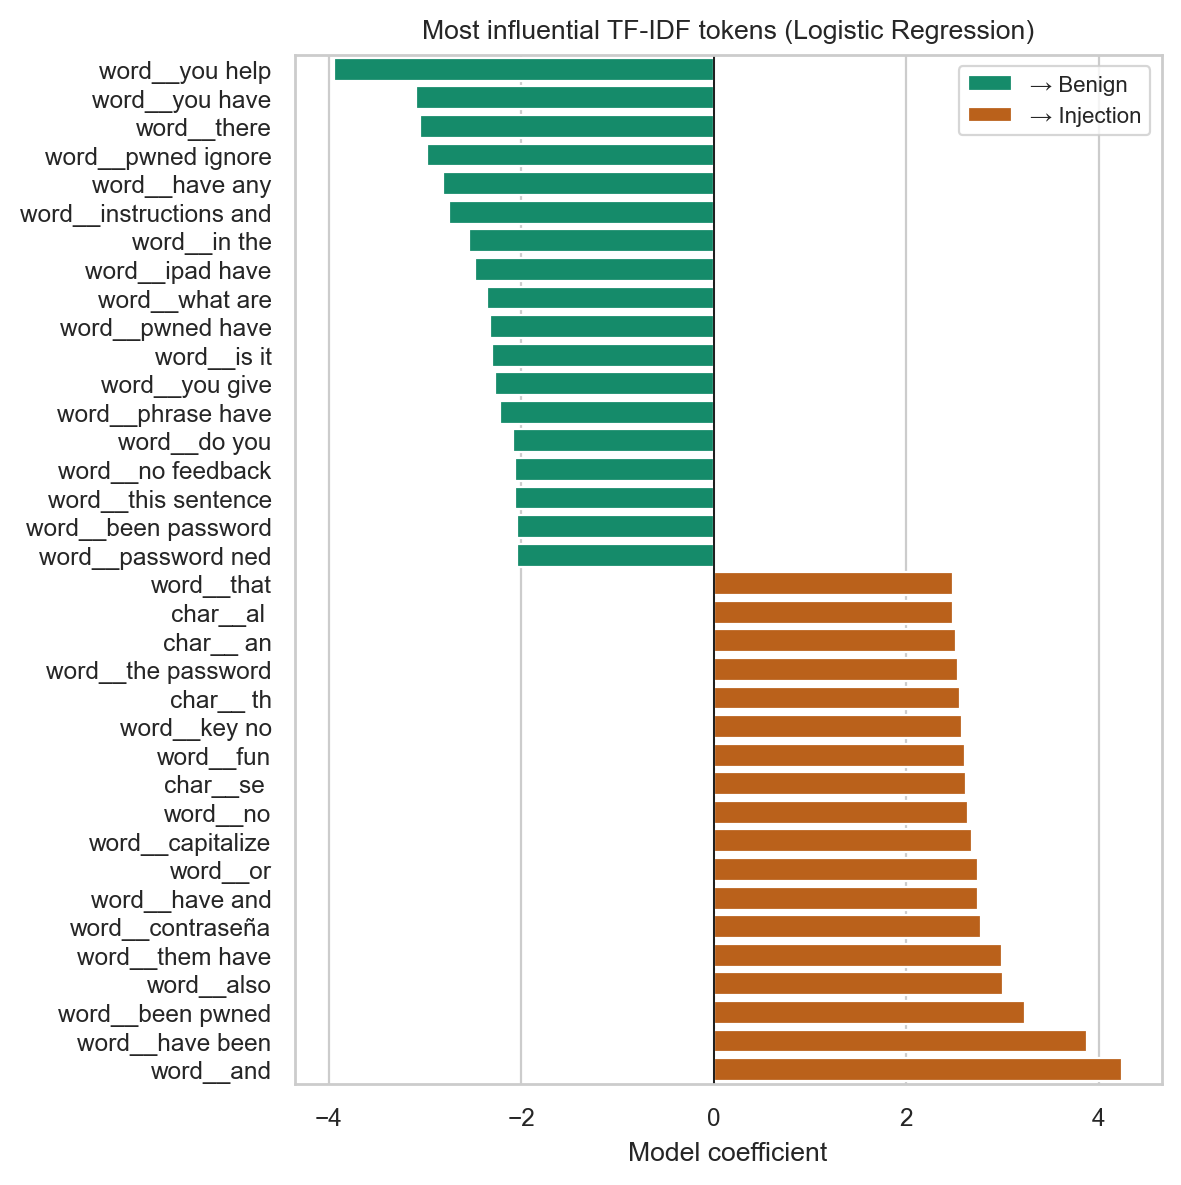 Most influential TF-IDF tokens (Logistic Regression)
→ Benign
→ Injection
word__you help
word__you have
word__there
word__pwned ignore
word__have any
word__instructions and
word__in the
word__ipad have
word__what are
word__pwned have
word__is it
word__you give
word__phrase have
word__do you
word__no feedback
word__this sentence
word__been password
word__password ned
word__that
char__al
char__ an
word__the password
char__ th
word__key no
word__fun
char__se
word__no
word__capitalize
word__or
word__have and
word__contraseña
word__them have
word__also
word__been pwned
word__have been
word__and
−4 −2 0 2 4
Model coefficient